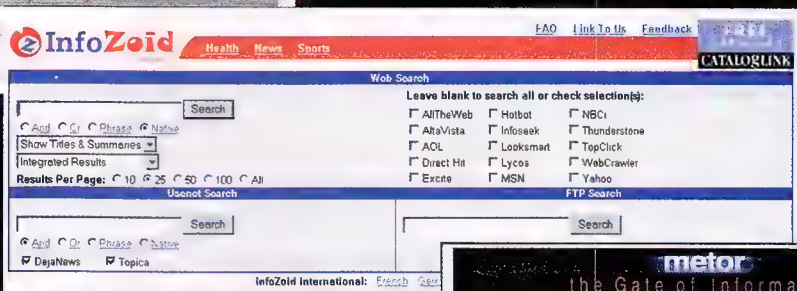 InfoZoid
Health News Sports
FAQ Link To Us Feedback
CATALOGLINK
Web Search
Search
And Or Phrase Native
Show Titles & Summaries
Integrated Results
Results Per Page: 10 25 50 100 All
Leave blank to search all or check selection(s):
AllTheWeb Hotbot NBCi
AltaVista Infoseek Thunderstone
AOL Looksmart TopClick
Direct Hit Lycos WebCrawler
Excite MSN Yahoo
Usenet Search
Search
And Or Phrase Native
DejaNews Topica
FTP Search
Search
InfoZoid International: French
metor
the Gate of Informa